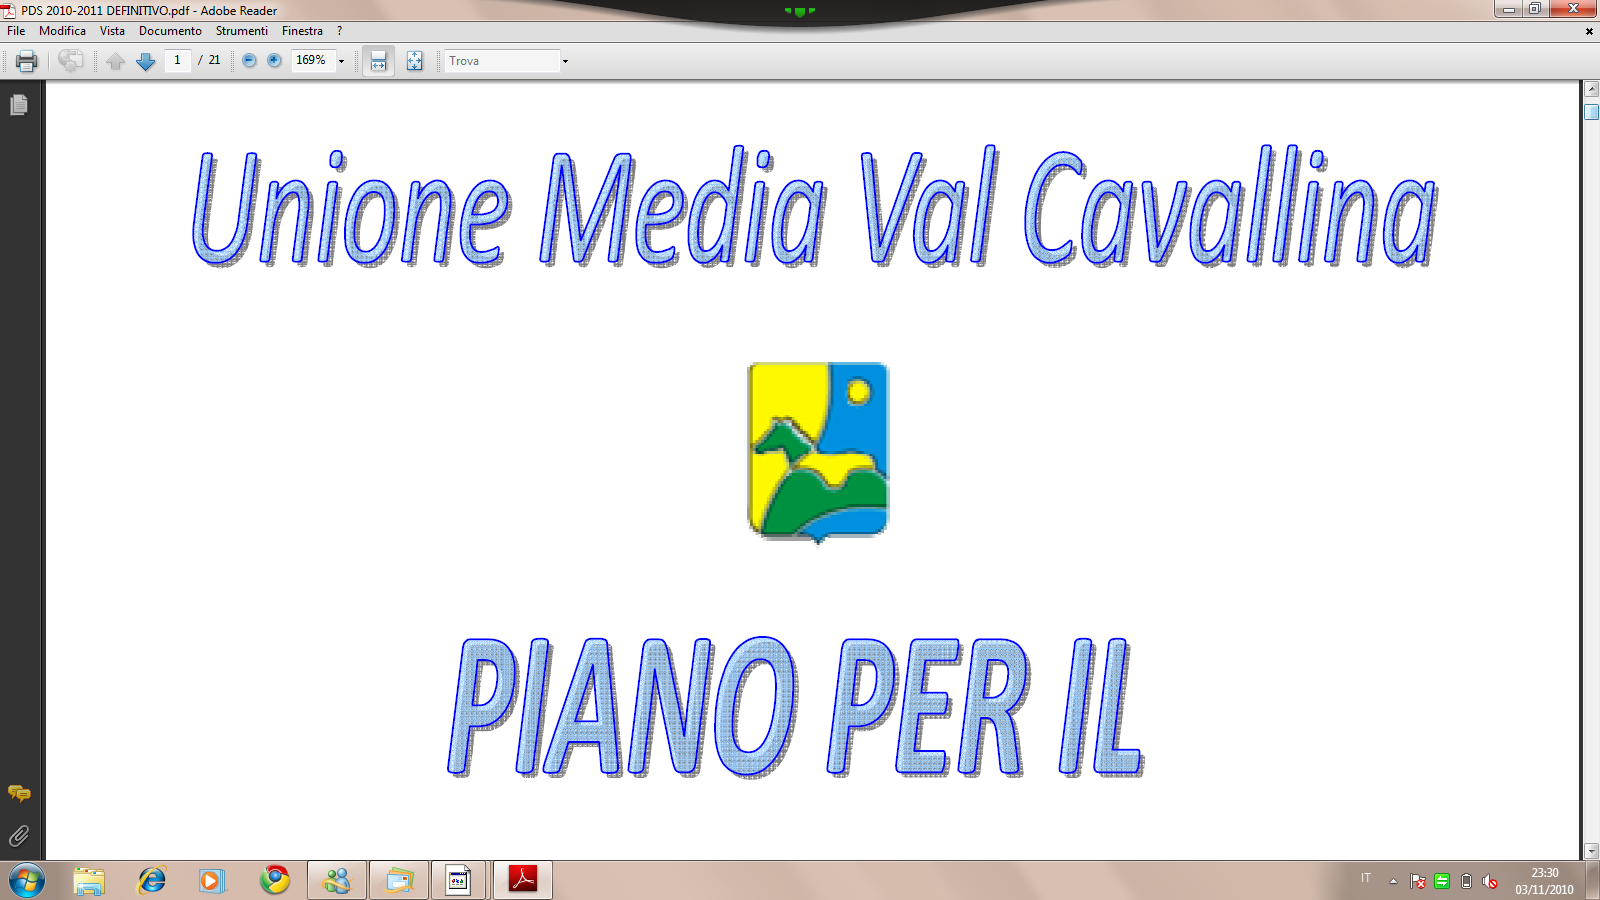 PDS 2010-2011 DEFINITIVO.pdf - Adobe Reader
File Modifica Vista Documento Strumenti Finestra ?
1 / 21 169% Trova
Unione Media Val Cavallina
PIANO PER IL
IT
23:30
03/11/2010